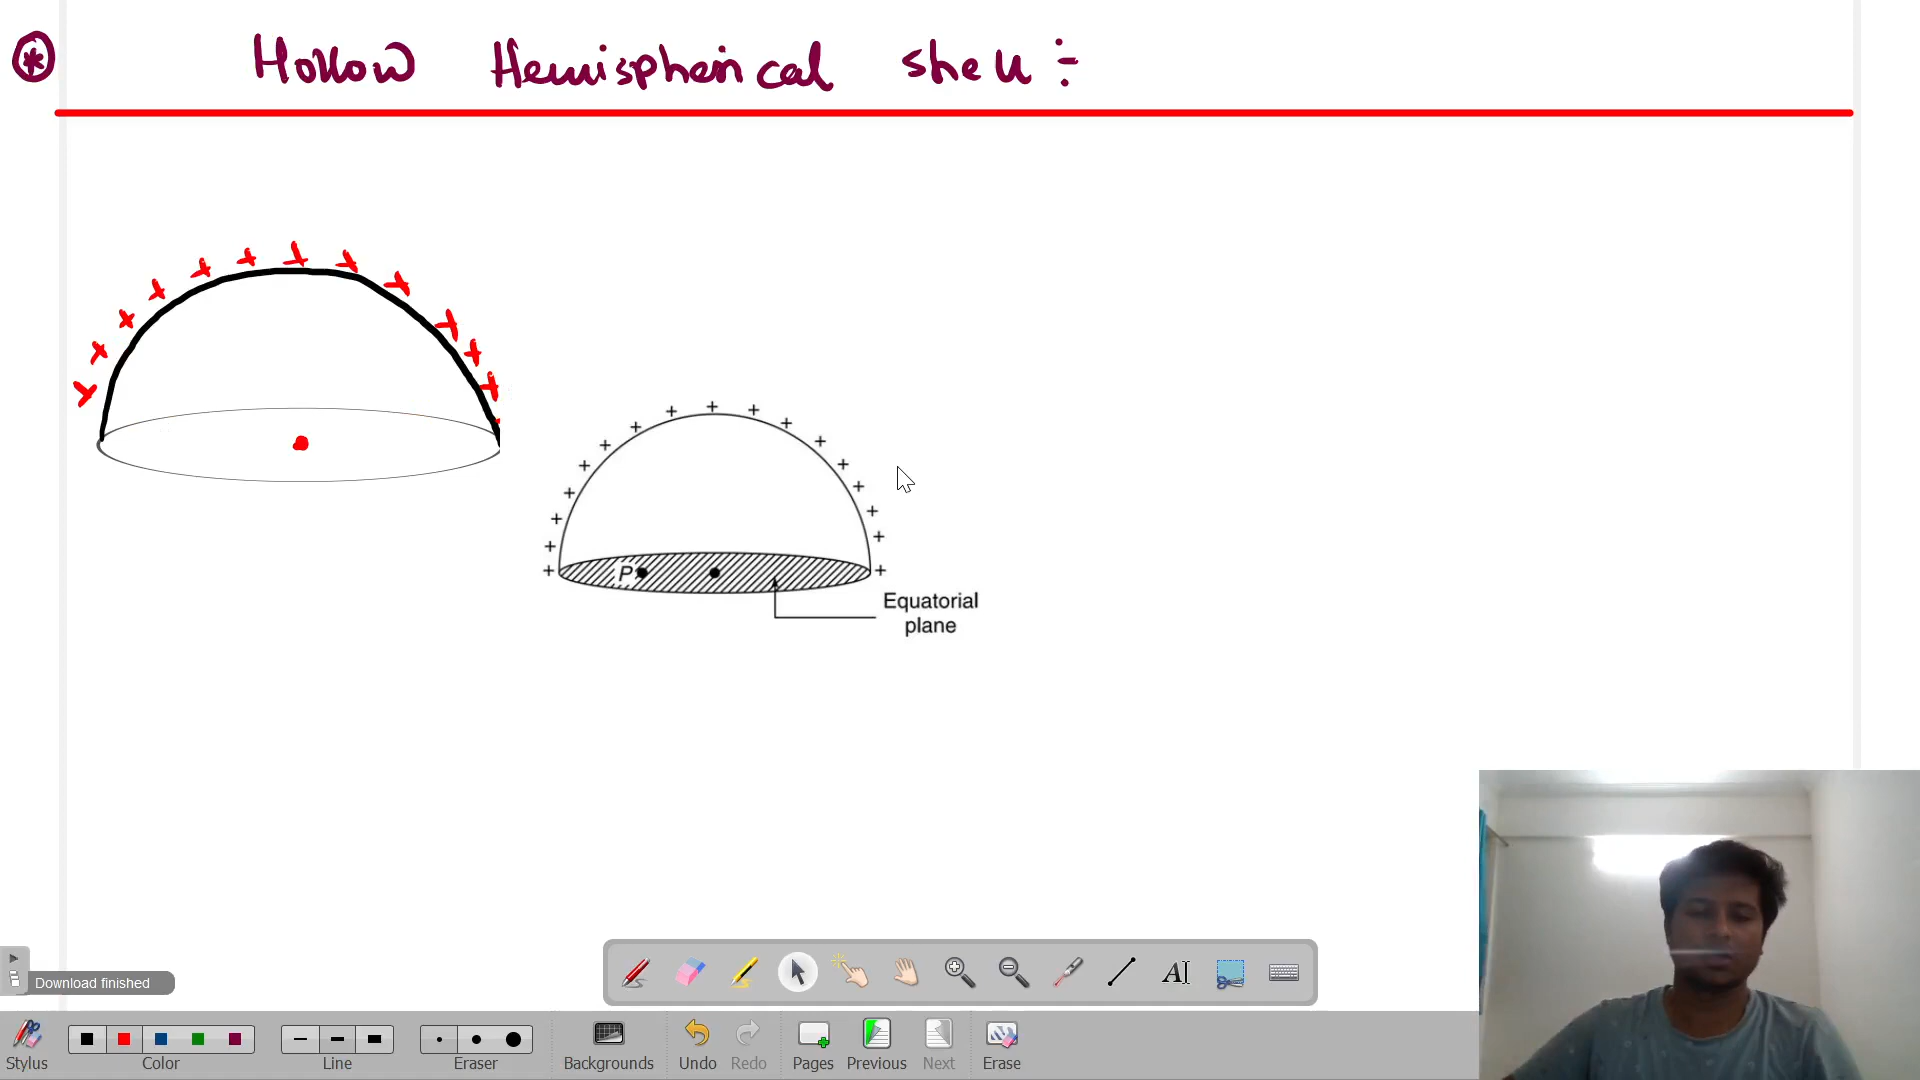 Hollow Hemispherical shell :-
P
Equatorial
plane
Download finished
Stylus
Color
Line
Eraser
Backgrounds
Undo
Redo
Pages
Previous
Next
Erase